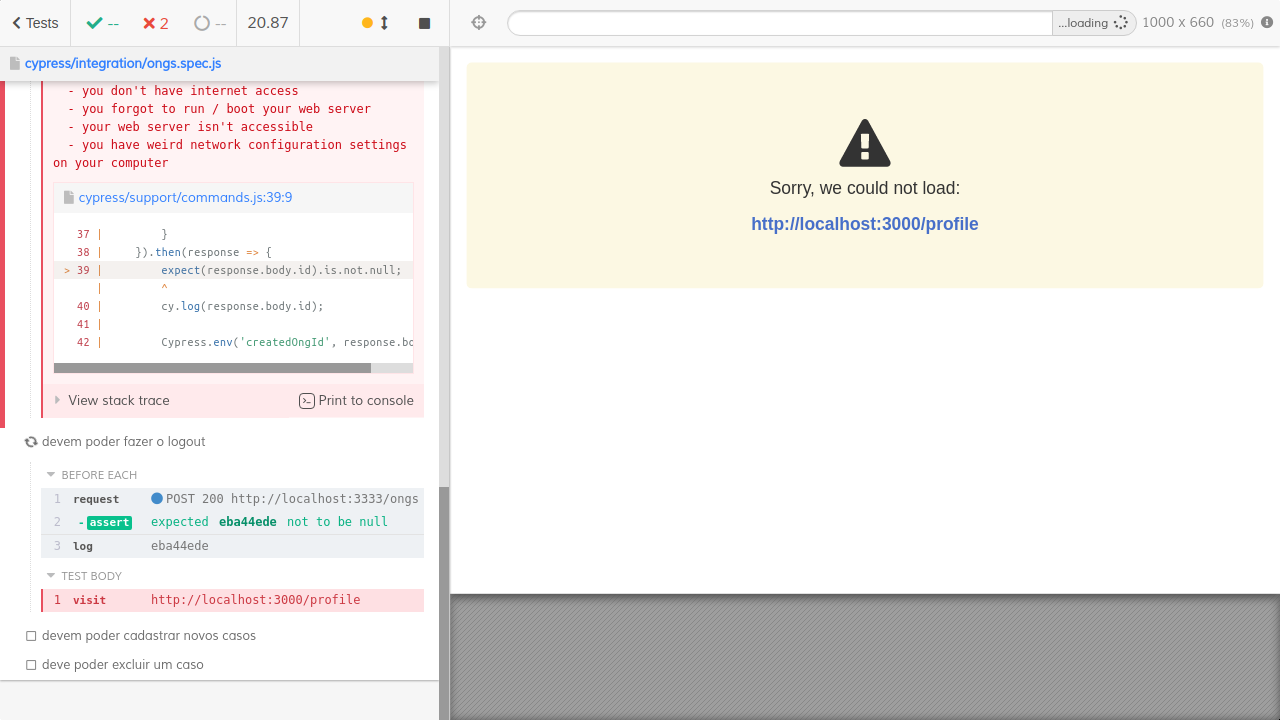 Tests
--
2
--
20.87
...loading
1000 x 660 (83%)
cypress/integration/ongs.spec.js
- you don't have internet access
- you forgot to run / boot your web server
- your web server isn't accessible
- you have weird network configuration settings
on your computer
cypress/support/commands.js:39:9
37 |         }
38 |     }).then(response => {
> 39 |         expect(response.body.id).is.not.null;
|         ^
40 |         cy.log(response.body.id);
41 |
42 |         Cypress.env('createdOngId', response.bo
View stack trace
Print to console
devem poder fazer o logout
BEFORE EACH
1 request POST 200 http://localhost:3333/ongs
2 -assert expected eba44ede not to be null
3 log eba44ede
TEST BODY
1 visit http://localhost:3000/profile
devem poder cadastrar novos casos
deve poder excluir um caso
Sorry, we could not load:
http://localhost:3000/profile